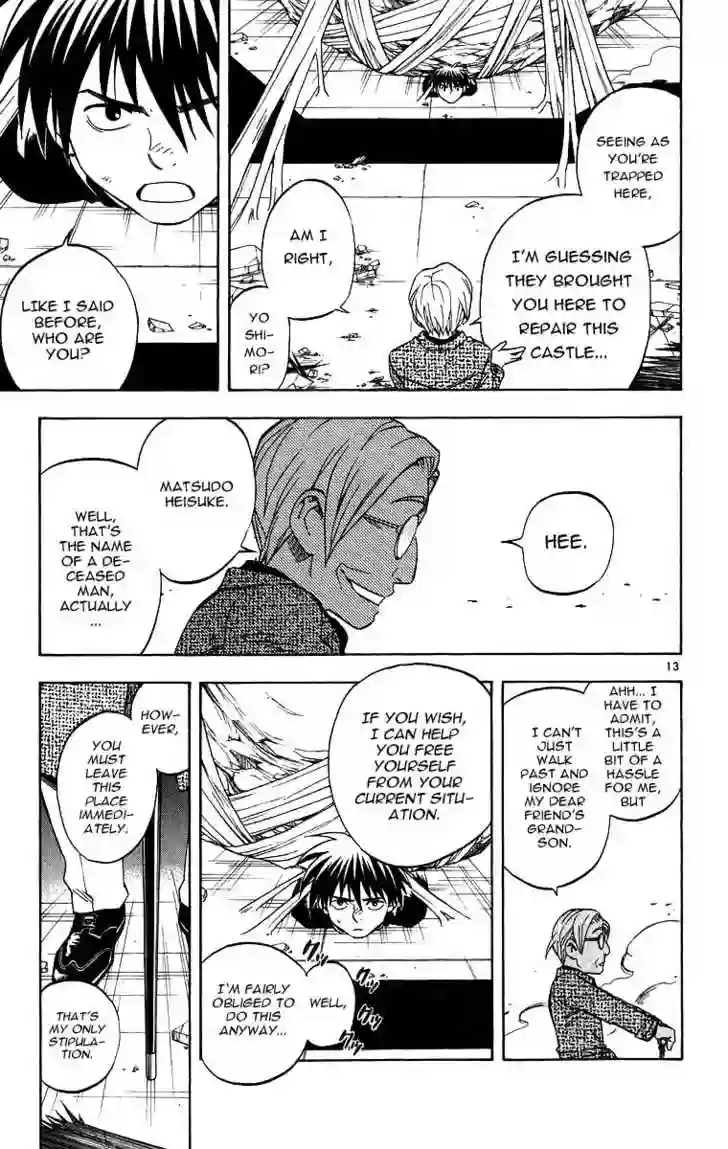 SEEING AS
YOU'RE
TRAPPED
HERE,
I'M GUESSING
THEY BROUGHT
YOU HERE TO
REPAIR THIS
CASTLE...
AM I
RIGHT,
YO
SHI-
MO-
RI?
LIKE I SAID
BEFORE,
WHO ARE
YOU?
HEE.
MATSUDO
HEISUKE.
WELL,
THAT'S
THE NAME
OF A DE-
CEASED
MAN,
ACTUALLY
...
13
AHH... I
HAVE TO
ADMIT,
THIS'S A
LITTLE
BIT OF A
HASSLE
FOR ME,
BUT
I CAN'T
JUST
WALK
PAST AND
IGNORE
MY DEAR
FRIEND'S
GRAND-
SON.
IF YOU WISH,
I CAN HELP
YOU FREE
YOURSELF
FROM YOUR
CURRENT SITU-
ATION.
WELL,
I'M FAIRLY
OBLIGED TO
DO THIS
ANYWAY...
HOW-
EVER,
YOU
MUST
LEAVE
THIS
PLACE
IMMEDI-
ATELY.
THAT'S
MY ONLY
STIPULA-
TION.